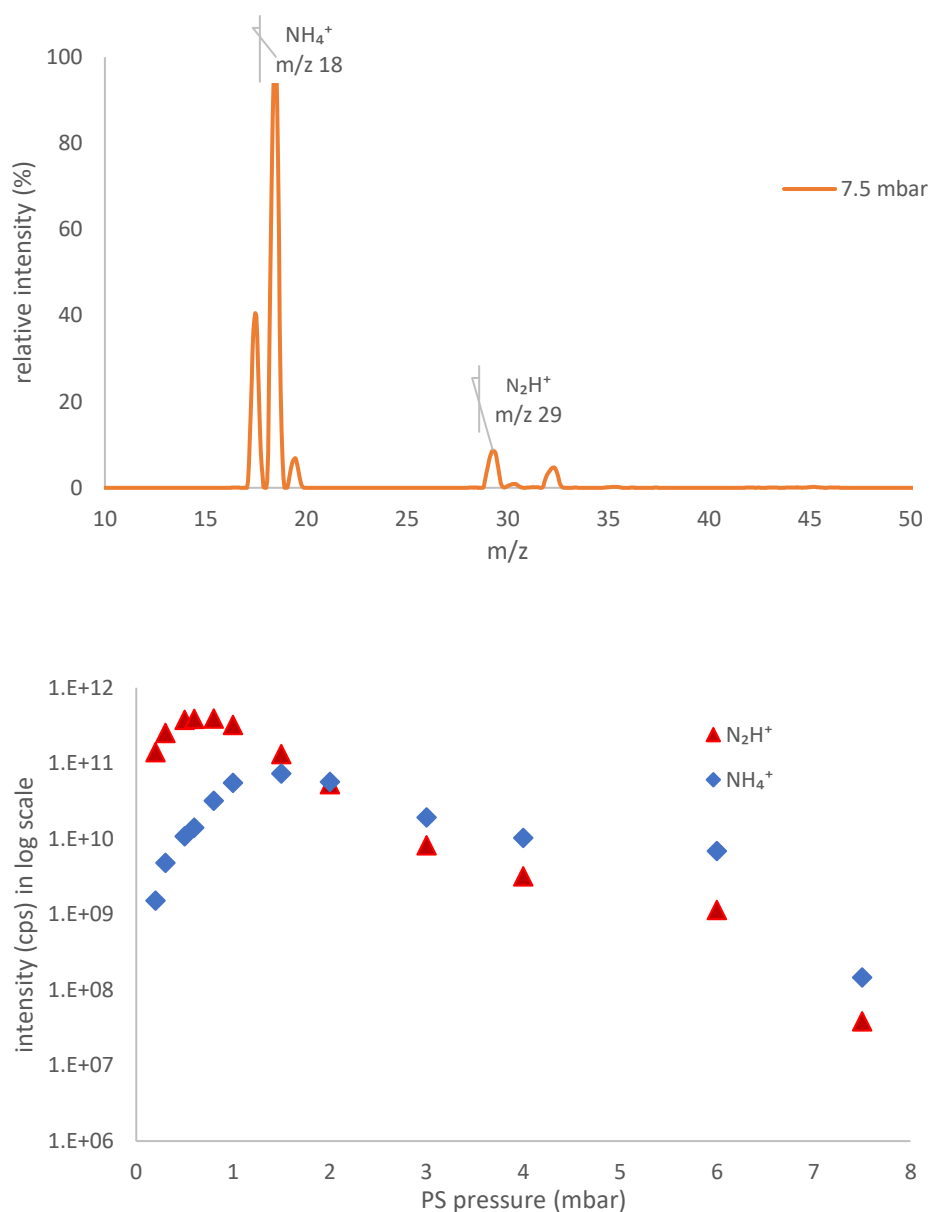 NH₄⁺
m/z 18
100
80
60
40
20
0
relative intensity (%)
7.5 mbar
N₂H⁺
m/z 29
10 15 20 25 30 35 40 45 50
m/z
1.E+12
1.E+11
1.E+10
1.E+09
1.E+08
1.E+07
1.E+06
intensity (cps) in log scale
N₂H⁺
NH₄⁺
0 1 2 3 4 5 6 7 8
PS pressure (mbar)